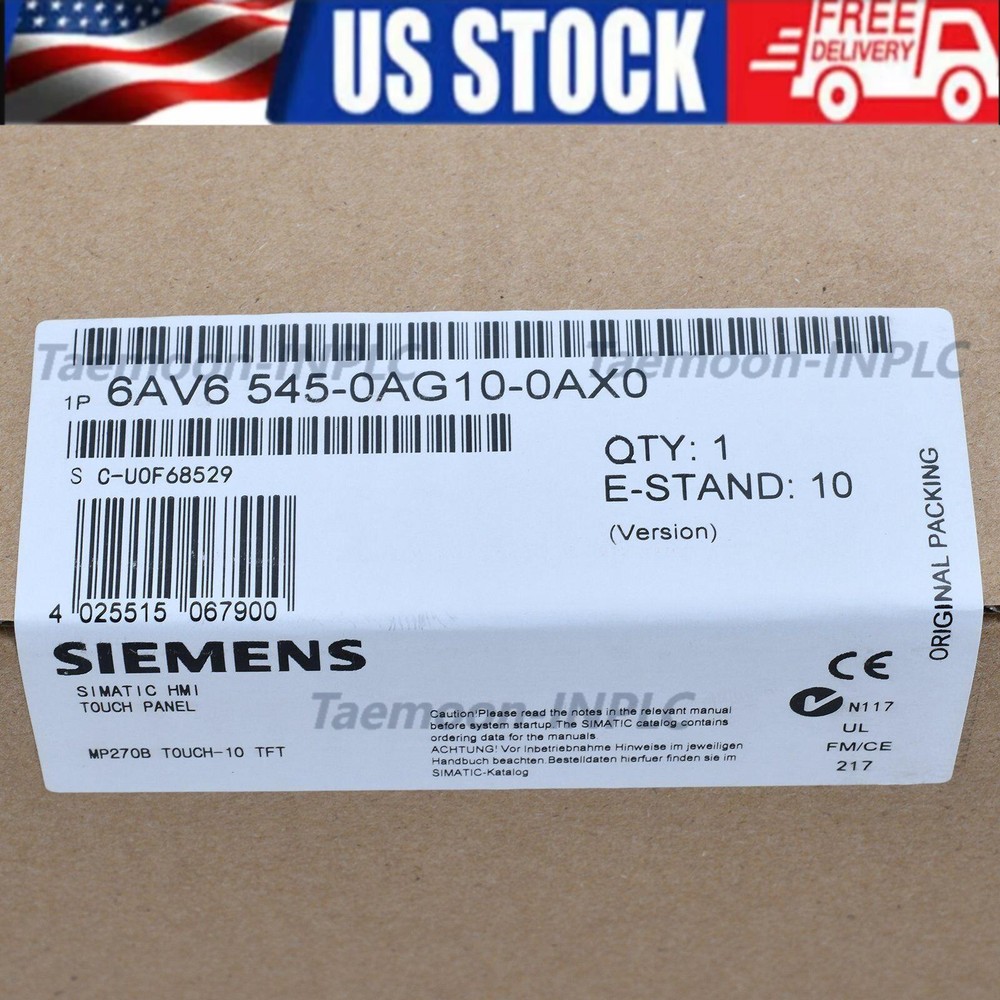 US STOCK
FREE
DELIVERY
Taemoon-INPLC
Taemoon-INPLC
1P 6AV6 545-0AG10-0AX0
S C-U0F68529
QTY: 1
E-STAND: 10
(Version)
ORIGINAL PACKING
4 025515 067900
SIEMENS
SIMATIC HMI
TOUCH PANEL
MP270B TOUCH-10 TFT
Taemoon-INPLC
Caution!Please read the notes in the relevant manual
before system startup. The SIMATIC catalog contains
ordering data for the manuals.
ACHTUNG! Vor Inbetriebnahme Hinweise im jeweiligen
Handbuch beachten.Bestelldaten hierfuer finden sie im
SIMATIC-Katalog
CE
N117
UL
FM/CE
217